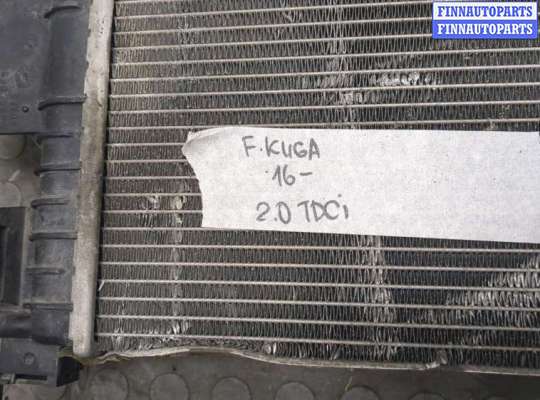 FINNAUTOPARTS
FINNAUTOPARTS
F.KUGA
16-
2.0 TDCi